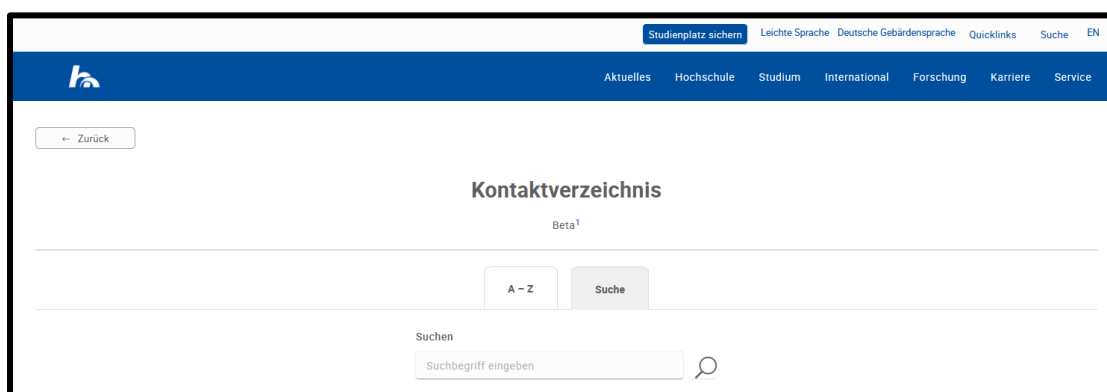 Studienplatz sichern Leichte Sprache Deutsche Gebärdensprache Quicklinks Suche EN
Aktuelles Hochschule Studium International Forschung Karriere Service
← Zurück
Kontaktverzeichnis
Beta¹
A – Z Suche
Suchen
Suchbegriff eingeben